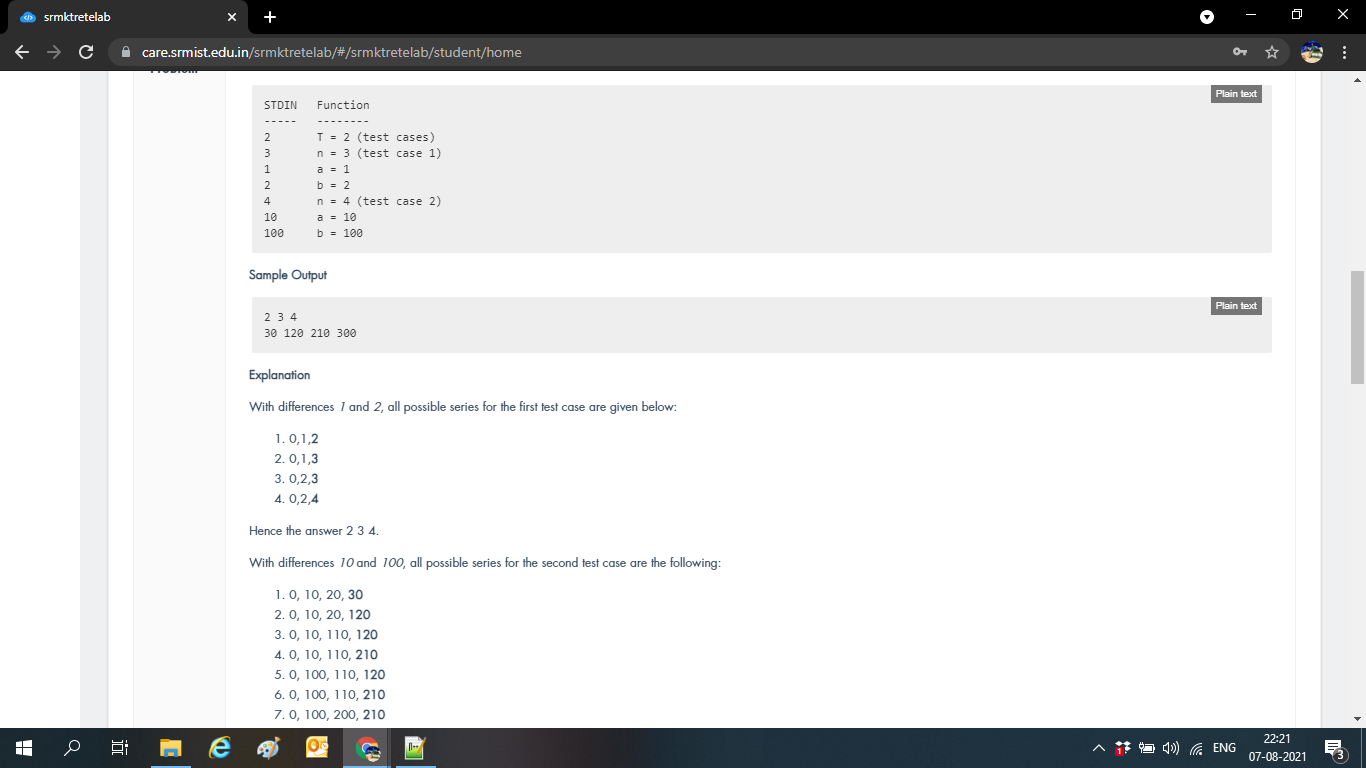 srmktretelab
care.srmist.edu.in/srmktretelab/#/srmktretelab/student/home
Problem
Plain text
STDIN Function
----- --------
2 T = 2 (test cases)
3 n = 3 (test case 1)
1 a = 1
2 b = 2
4 n = 4 (test case 2)
10 a = 10
100 b = 100
Sample Output
Plain text
2 3 4
30 120 210 300
Explanation
With differences 1 and 2, all possible series for the first test case are given below:
1. 0,1,2
2. 0,1,3
3. 0,2,3
4. 0,2,4
Hence the answer 2 3 4.
With differences 10 and 100, all possible series for the second test case are the following:
1. 0, 10, 20, 30
2. 0, 10, 20, 120
3. 0, 10, 110, 120
4. 0, 10, 110, 210
5. 0, 100, 110, 120
6. 0, 100, 110, 210
7. 0, 100, 200, 210
ENG
22:21
07-08-2021
3